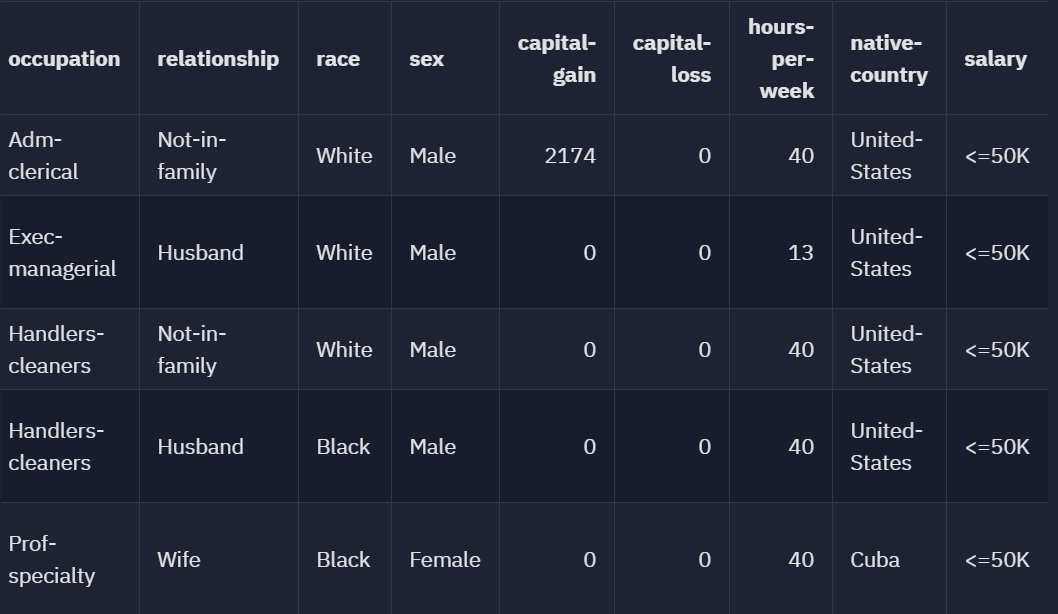 occupation relationship race sex capital-gain capital-loss hours-per-week native-country salary
Adm-clerical Not-in-family White Male 2174 0 40 United-States <=50K
Exec-managerial Husband White Male 0 0 13 United-States <=50K
Handlers-cleaners Not-in-family White Male 0 0 40 United-States <=50K
Handlers-cleaners Husband Black Male 0 0 40 United-States <=50K
Prof-specialty Wife Black Female 0 0 40 Cuba <=50K